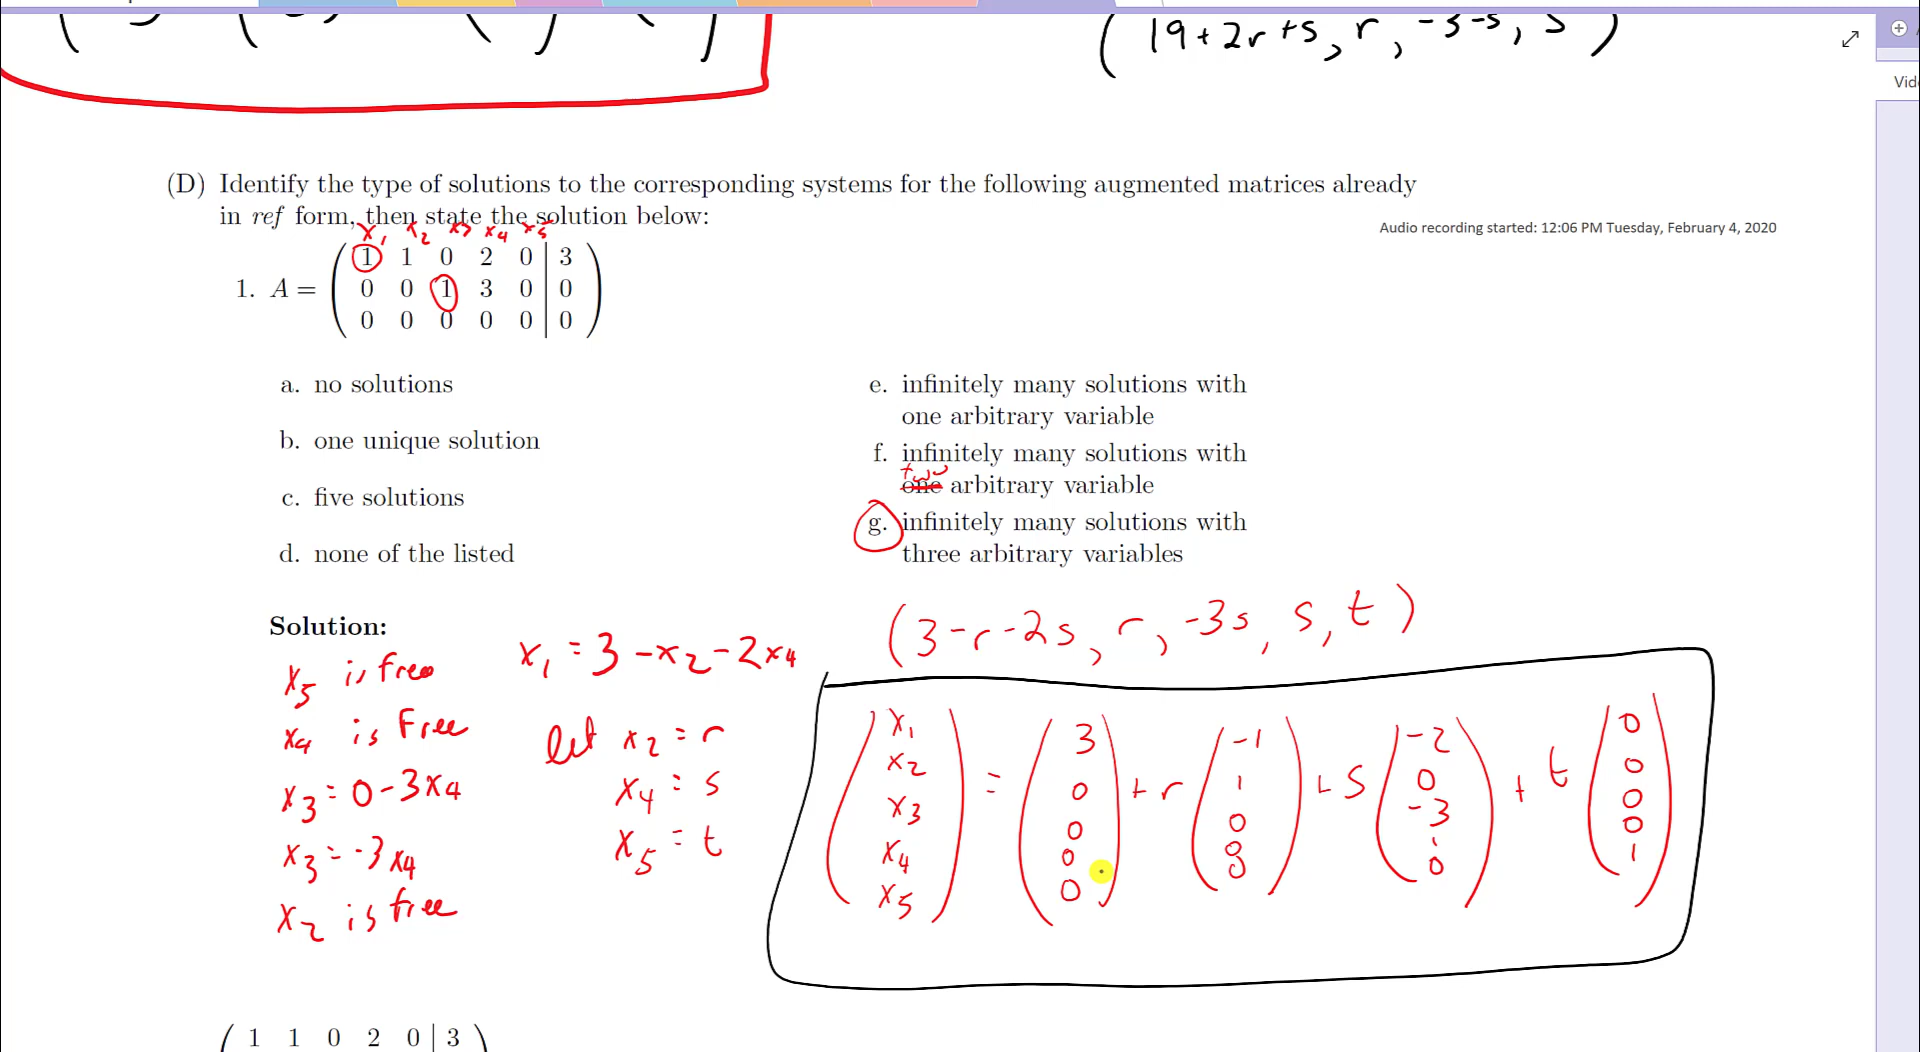 (19+2r+s, r, -3-s, s)
Vid
(D) Identify the type of solutions to the corresponding systems for the following augmented matrices already
in ref form, then state the solution below:
Audio recording started: 12:06 PM Tuesday, February 4, 2020
x₁ x₂ x₃ x₄ x₅
1 1 0 2 0 | 3
1. A = 0 0 1 3 0 | 0
0 0 0 0 0 | 0
a. no solutions
b. one unique solution
c. five solutions
d. none of the listed
e. infinitely many solutions with
one arbitrary variable
f. infinitely many solutions with
two
one arbitrary variable
g. infinitely many solutions with
three arbitrary variables
Solution:
x₅ is free
x₄ is Free
x₃ = 0-3x₄
x₃ = -3x₄
x₂ is free
x₁ = 3-x₂-2x₄
let x₂ = r
x₄ = s
x₅ = t
(3-r-2s, r, -3s, s, t)
(x₁ x₂ x₃ x₄ x₅) = (3 0 0 0 0) + r(-1 1 0 0 0) + s(-2 0 -3 1 0) + t(0 0 0 0 1)
( 1 1 0 2 0 | 3 )